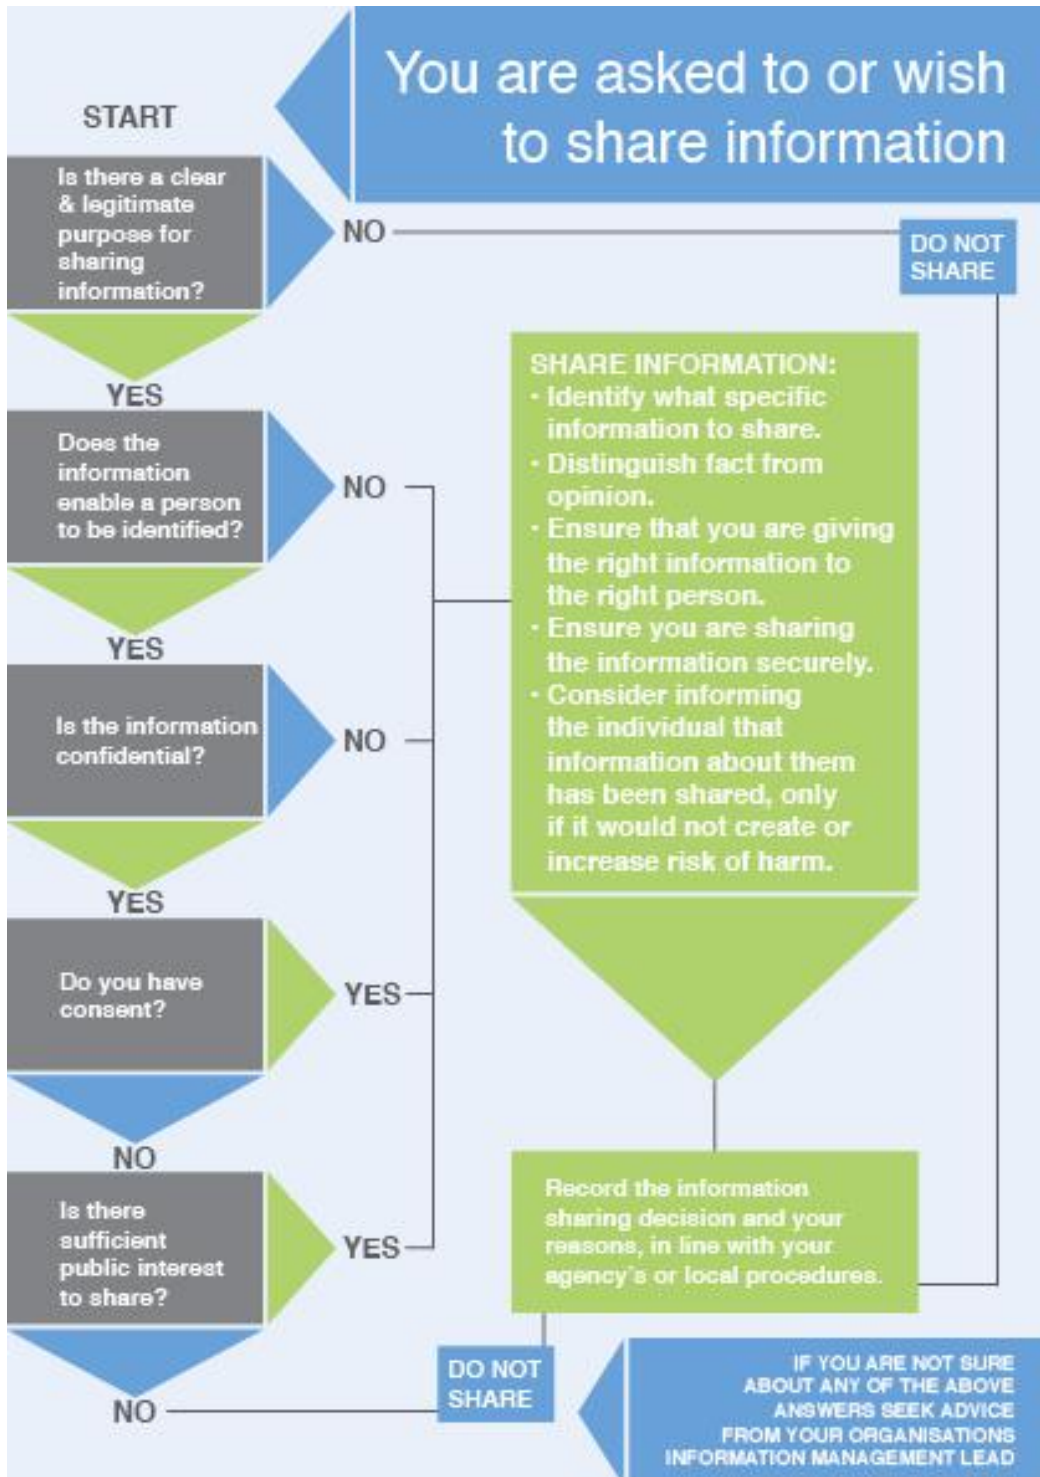 You are asked to or wish
to share information
START
Is there a clear
& legitimate
purpose for
sharing
information?
NO
DO NOT
SHARE
YES
Does the
information
enable a person
to be identified?
NO
YES
Is the information
confidential?
NO
YES
Do you have
consent?
YES
NO
Is there
sufficient
public interest
to share?
YES
NO
DO NOT
SHARE
SHARE INFORMATION:
· Identify what specific
information to share.
· Distinguish fact from
opinion.
· Ensure that you are giving
the right information to
the right person.
· Ensure you are sharing
the information securely.
· Consider informing
the individual that
information about them
has been shared, only
if it would not create or
increase risk of harm.
Record the information
sharing decision and your
reasons, in line with your
agency's or local procedures.
IF YOU ARE NOT SURE
ABOUT ANY OF THE ABOVE
ANSWERS SEEK ADVICE
FROM YOUR ORGANISATIONS
INFORMATION MANAGEMENT LEAD